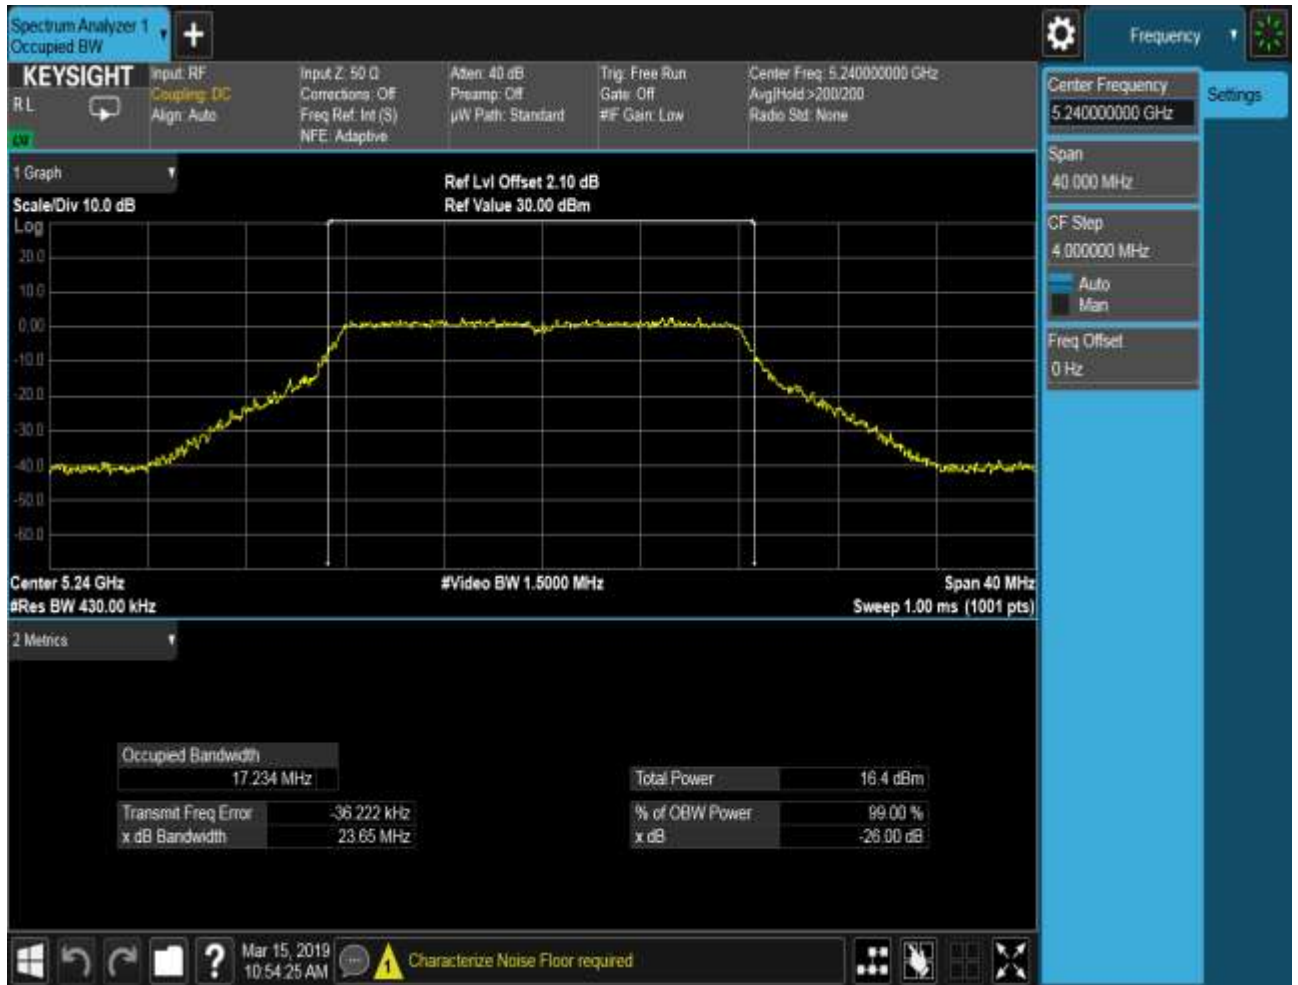 Spectrum Analyzer 1
Occupied BW
Frequency
KEYSIGHT
R L
Input: RF
Coupling: DC
Align: Auto
Input Z: 50 Ω
Corrections: Off
Freq Ref: Int (S)
NFE: Adaptive
Atten: 40 dB
Preamp: Off
µW Path: Standard
Trig: Free Run
Gate: Off
#IF Gain: Low
Center Freq: 5.240000000 GHz
Avg|Hold:>200/200
Radio Std: None
Center Frequency
5.240000000 GHz
Settings
Span
40.000 MHz
CF Step
4.000000 MHz
Auto
Man
Freq Offset
0 Hz
1 Graph
Scale/Div 10.0 dB
Ref Lvl Offset 2.10 dB
Ref Value 30.00 dBm
Log
20.0
10.0
0.00
-10.0
-20.0
-30.0
-40.0
-50.0
-60.0
Center 5.24 GHz
#Res BW 430.00 kHz
#Video BW 1.5000 MHz
Span 40 MHz
Sweep 1.00 ms (1001 pts)
2 Metrics
Occupied Bandwidth
17.234 MHz
Transmit Freq Error -36.222 kHz
x dB Bandwidth 23.65 MHz
Total Power 16.4 dBm
% of OBW Power 99.00 %
x dB -26.00 dB
Mar 15, 2019
10:54:25 AM
1
Characterize Noise Floor required